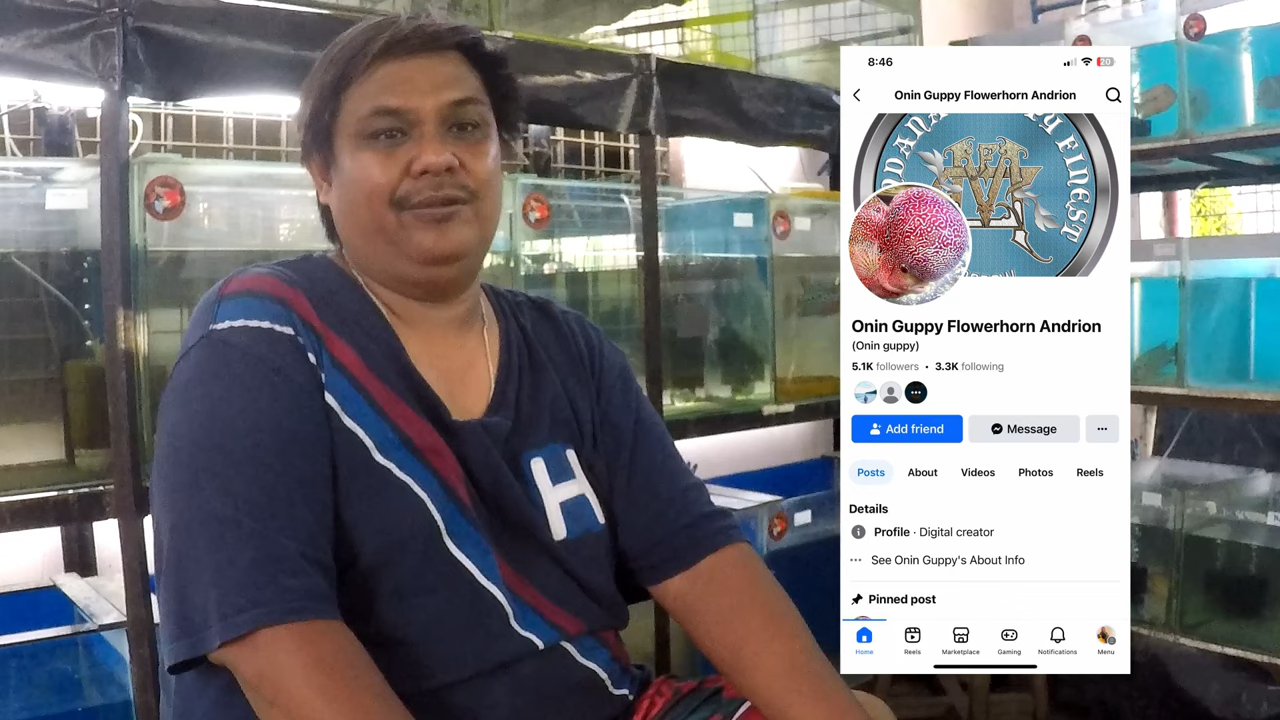 H
8:46
20
Onin Guppy Flowerhorn Andrion
FINEST
Onin Guppy Flowerhorn Andrion
(Onin guppy)
5.1K followers • 3.3K following
Add friend
Message
Posts
About
Videos
Photos
Reels
Details
Profile · Digital creator
See Onin Guppy's About Info
Pinned post
Home
Reels
Marketplace
Gaming
Notifications
Menu